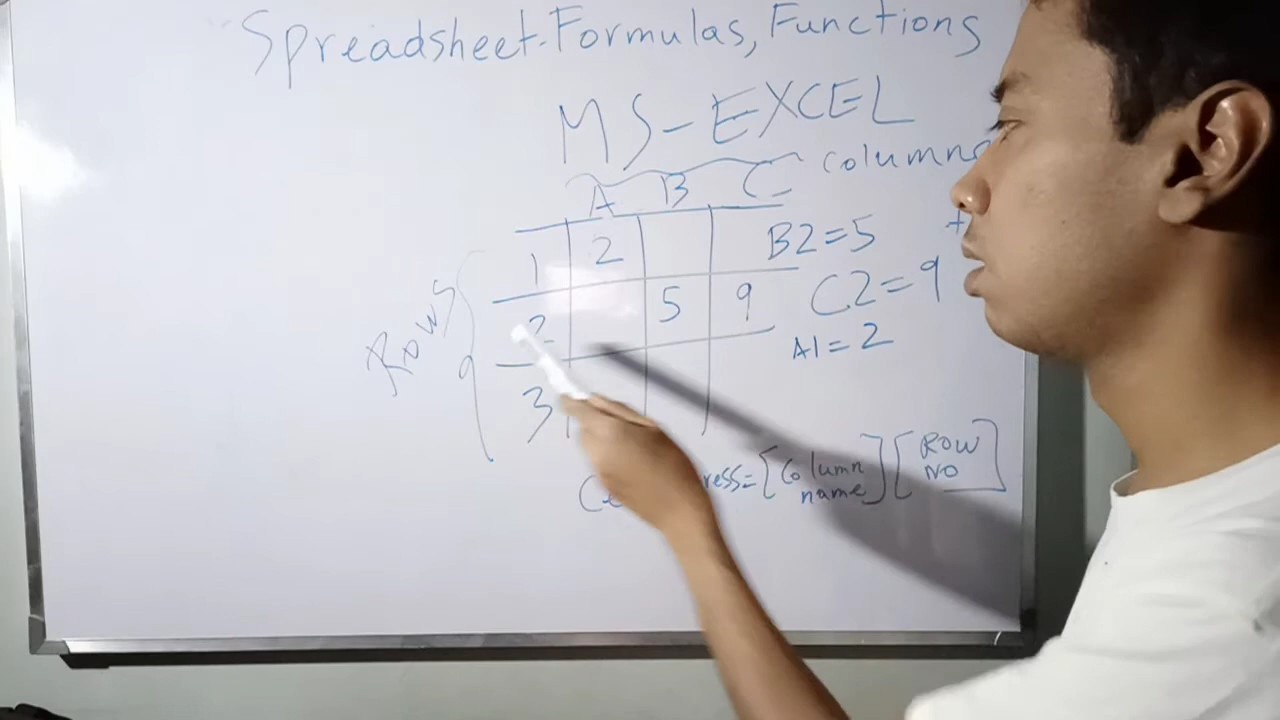 Spreadsheet. Formulas, Functions
MS-EXCEL
columns
A B C
1 2 B2=5
2 5 9 C2=9
A1=2
3
Rows
[Column name] [ROW NO]